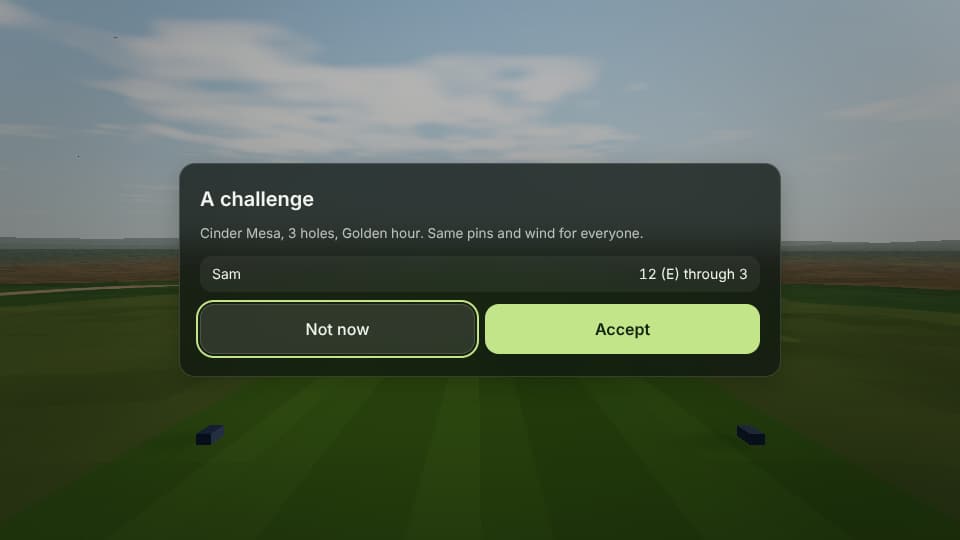 A challenge
Cinder Mesa, 3 holes, Golden hour. Same pins and wind for everyone.
Sam 12 (E) through 3
Not now Accept